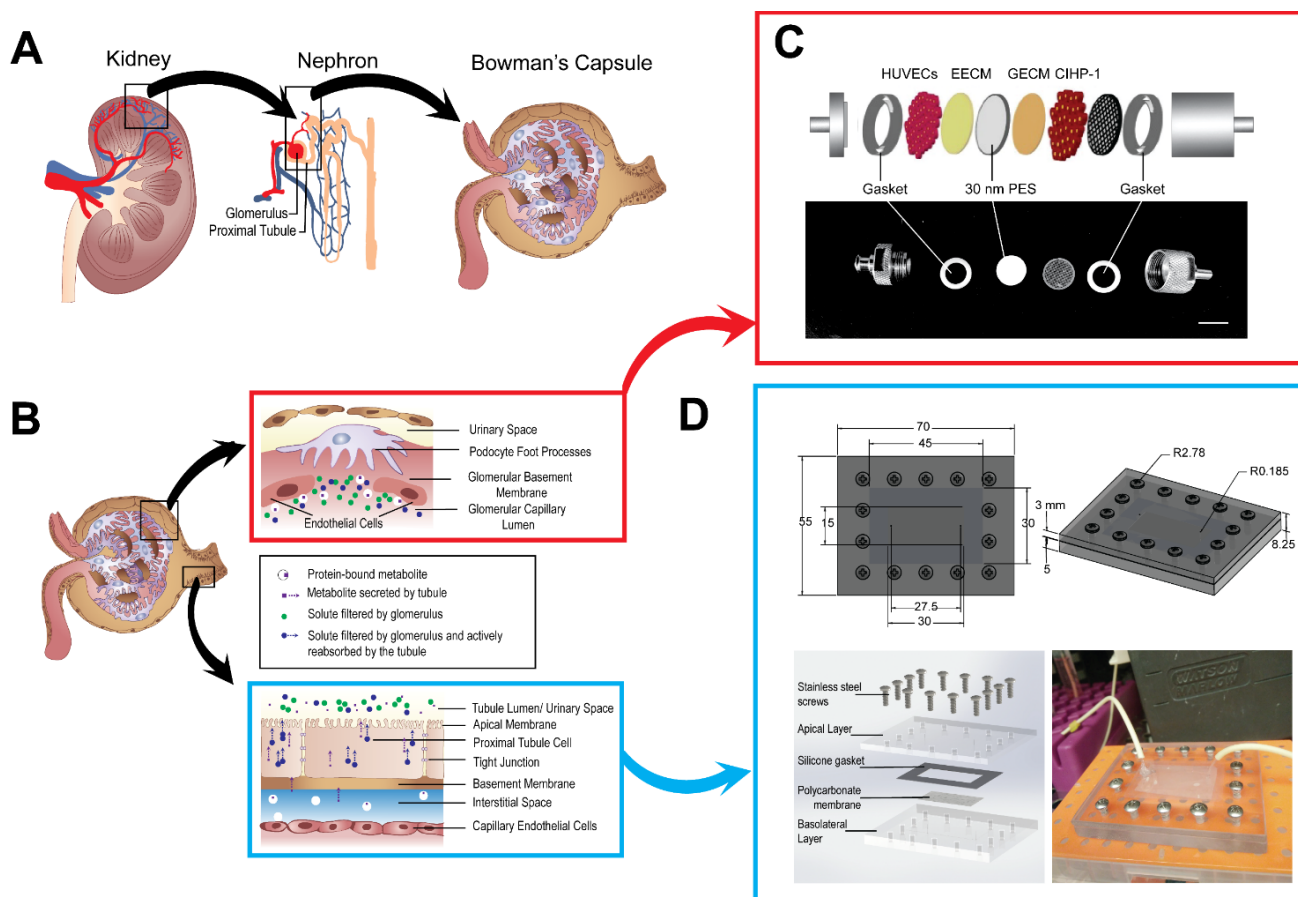 A
Kidney
Nephron
Bowman's Capsule
Glomerulus
Proximal Tubule
B
Urinary Space
Podocyte Foot Processes
Glomerular Basement
Membrane
Glomerular Capillary
Lumen
Endothelial Cells
Protein-bound metabolite
Metabolite secreted by tubule
Solute filtered by glomerulus
Solute filtered by glomerulus and actively
reabsorbed by the tubule
Tubule Lumen/ Urinary Space
Apical Membrane
Proximal Tubule Cell
Tight Junction
Basement Membrane
Interstitial Space
Capillary Endothelial Cells
C
HUVECs
EECM
GECM
CIHP-1
Gasket
30 nm PES
Gasket
D
70
45
55
15
30
27.5
30
R2.78
R0.185
3 mm
5
8.25
Stainless steel
screws
Apical Layer
Silicone gasket
Polycarbonate
membrane
Basolateral
Layer
WATSON